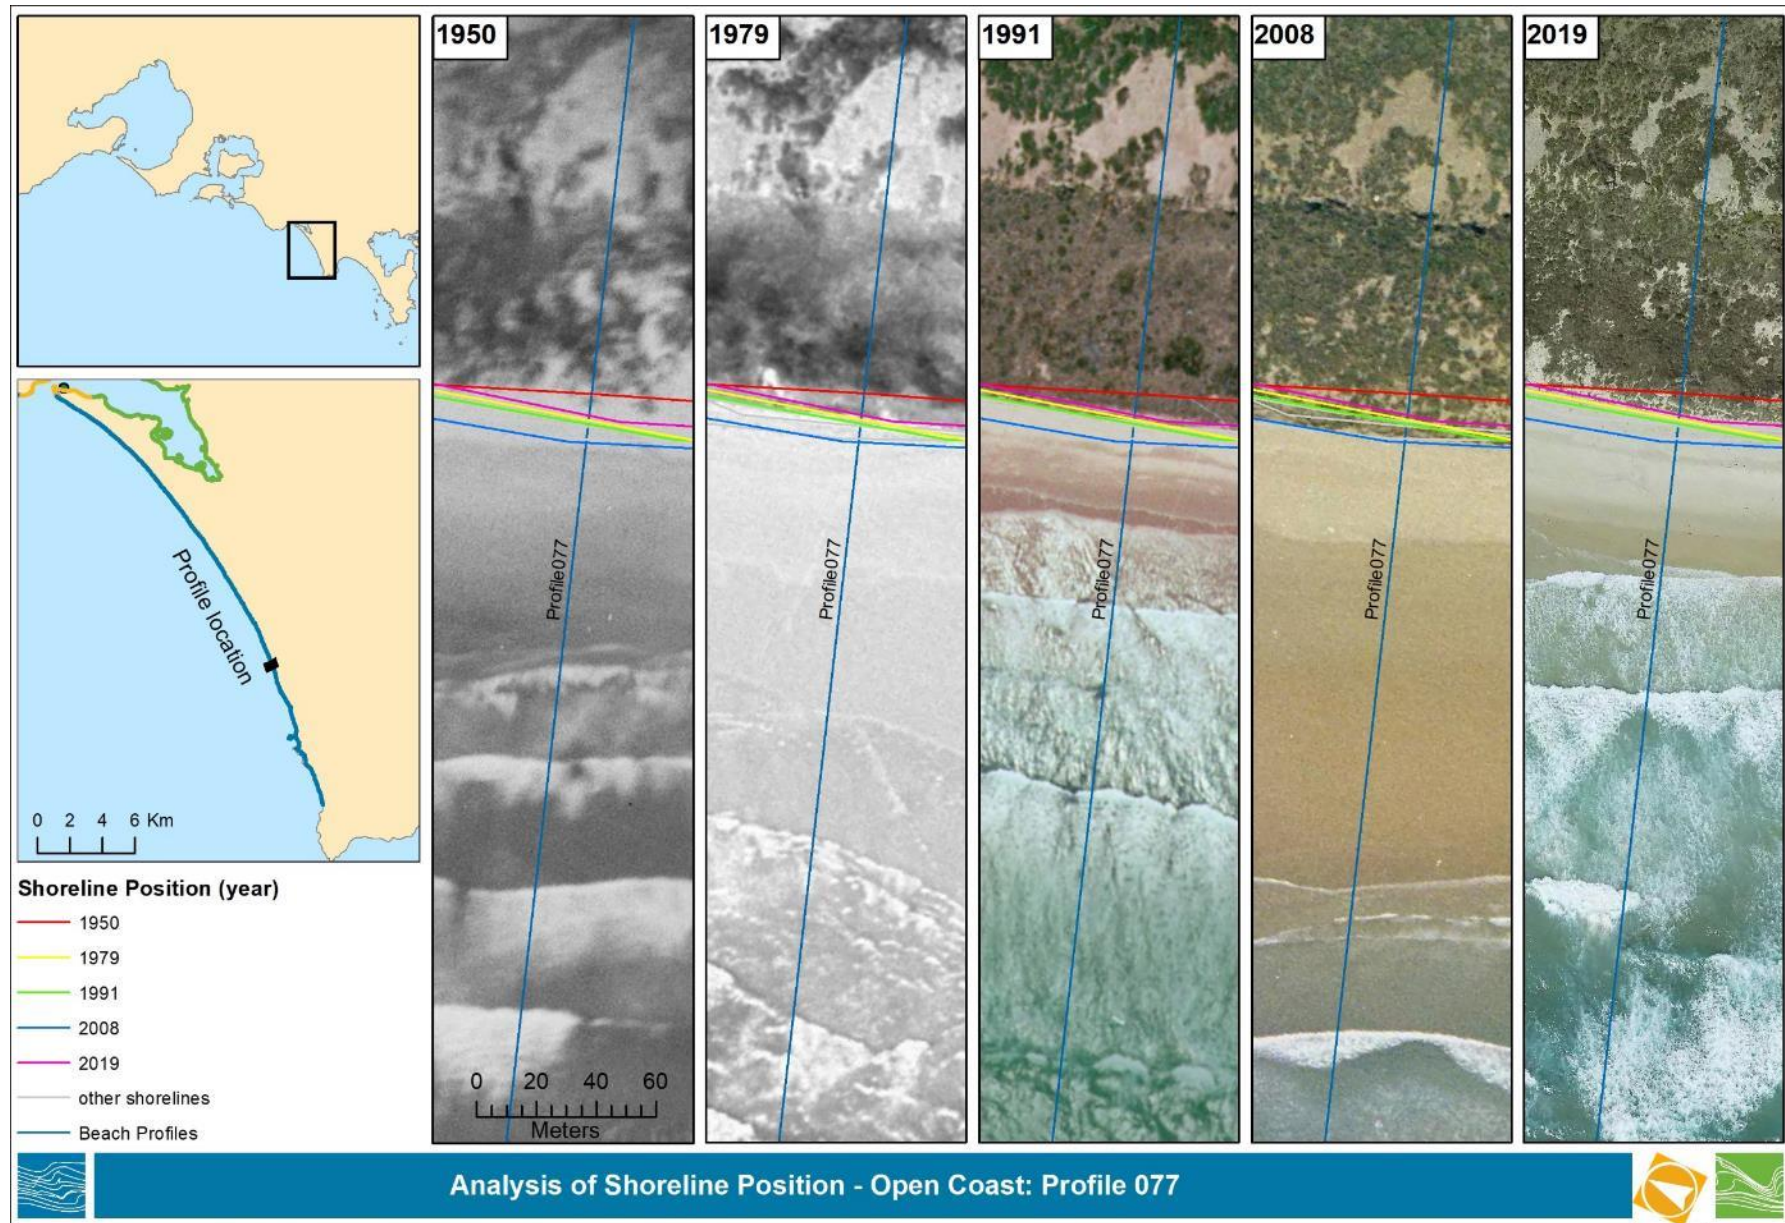 1950
1979
1991
2008
2019
Profile077
Profile077
Profile077
Profile077
Profile077
Profile location
0 2 4 6 Km
Shoreline Position (year)
1950
1979
1991
2008
2019
other shorelines
Beach Profiles
0 20 40 60
Meters
Analysis of Shoreline Position - Open Coast: Profile 077